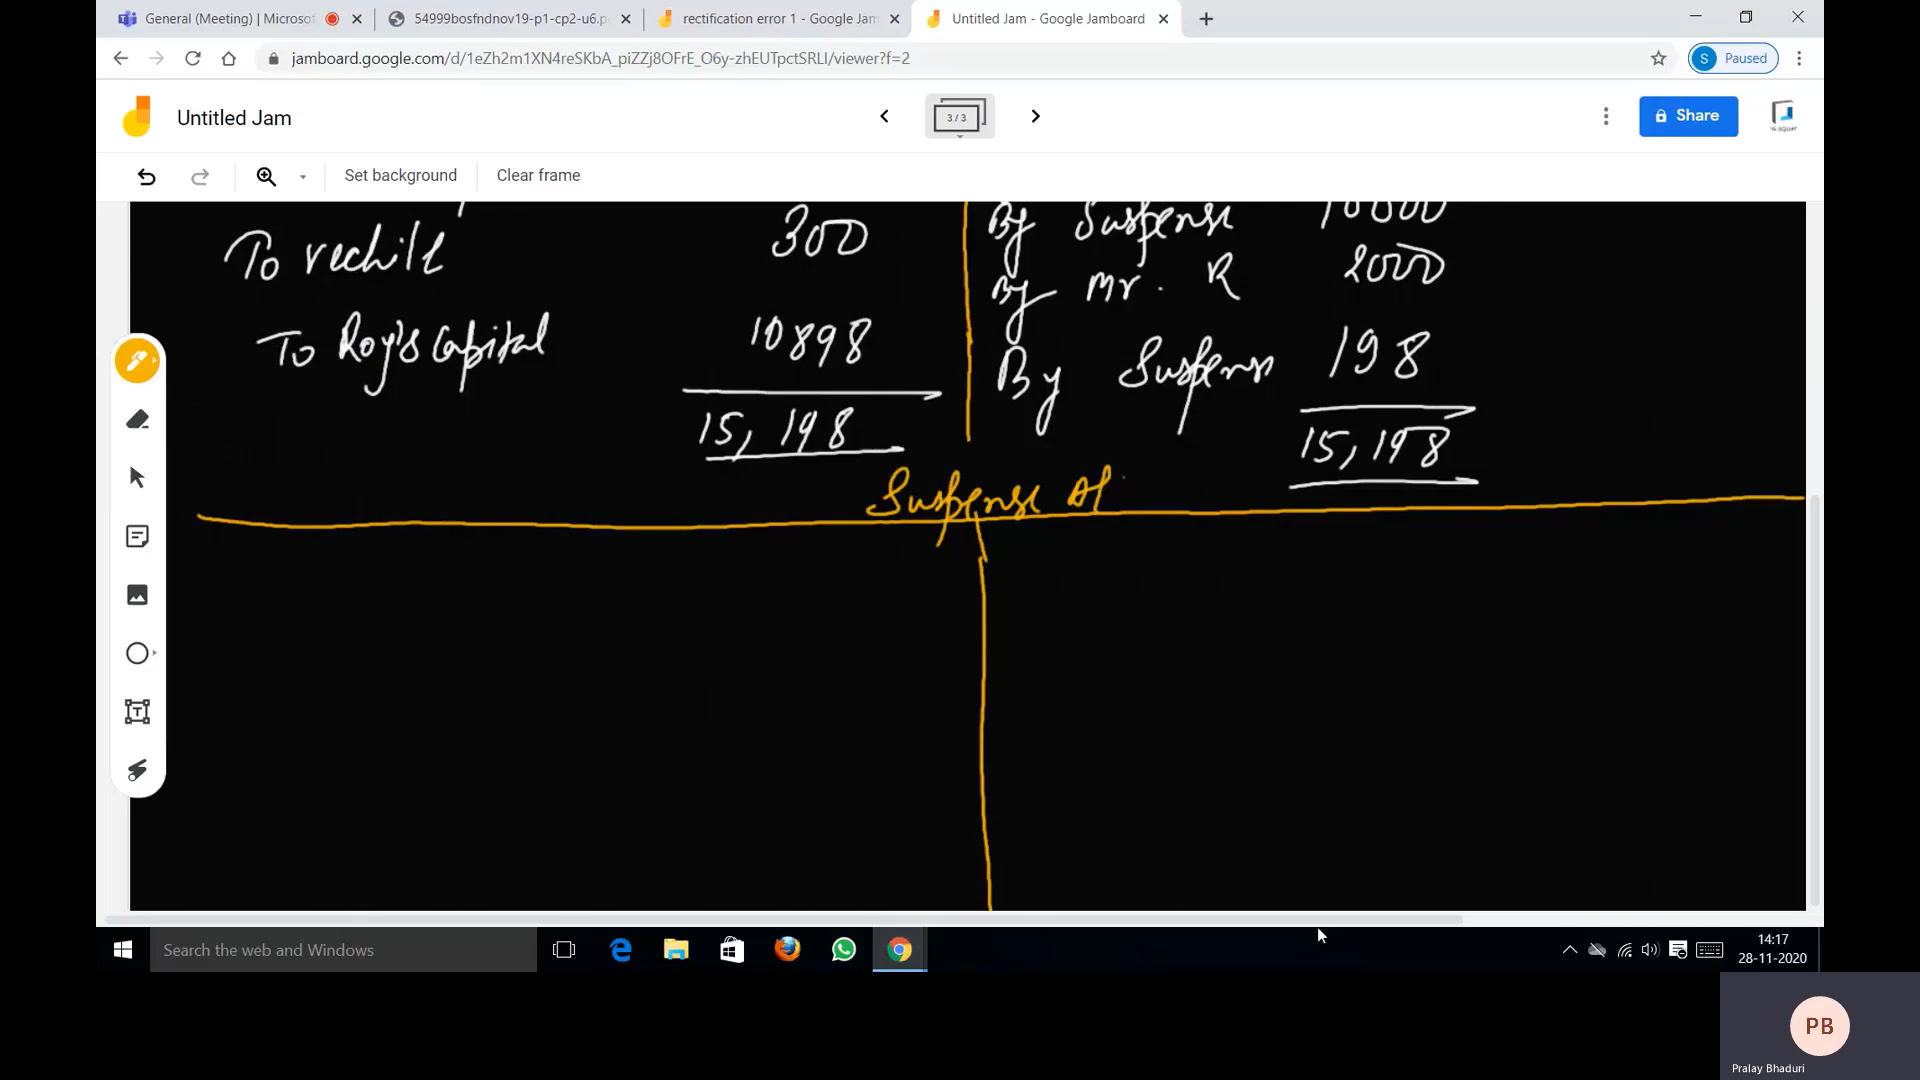 General (Meeting) | Microsof
54999bosfndnov19-p1-cp2-u6.p
rectification error 1 - Google Jam
Untitled Jam - Google Jamboard
jamboard.google.com/d/1eZh2m1XN4reSKbA_piZZj8OFrE_O6y-zhEUTpctSRLI/viewer?f=2
S Paused
Untitled Jam
3 / 3
Share
Set background
Clear frame
To 300
By Suspense 10800
By Mr. R 2000
To Roy's Capital 10898
By Suspense 198
15,198
15,198
Suspense A/
Search the web and Windows
14:17
28-11-2020
PB
Pralay Bhaduri